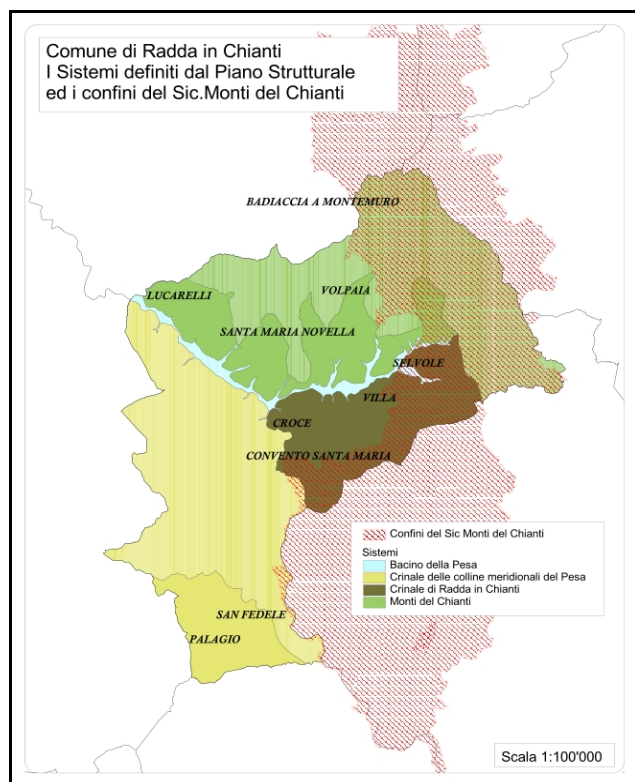 Comune di Radda in Chianti
I Sistemi definiti dal Piano Strutturale
ed i confini del Sic.Monti del Chianti
BADIACCIA A MONTEMURO
LUCARELLI
VOLPAIA
SANTA MARIA NOVELLA
SELVOLE
VILLA
CROCE
CONVENTO SANTA MARIA
Confini del Sic Monti del Chianti
Sistemi
Bacino della Pesa
Crinale delle colline meridionali del Pesa
Crinale di Radda in Chianti
Monti del Chianti
SAN FEDELE
PALAGIO
Scala 1:100'000